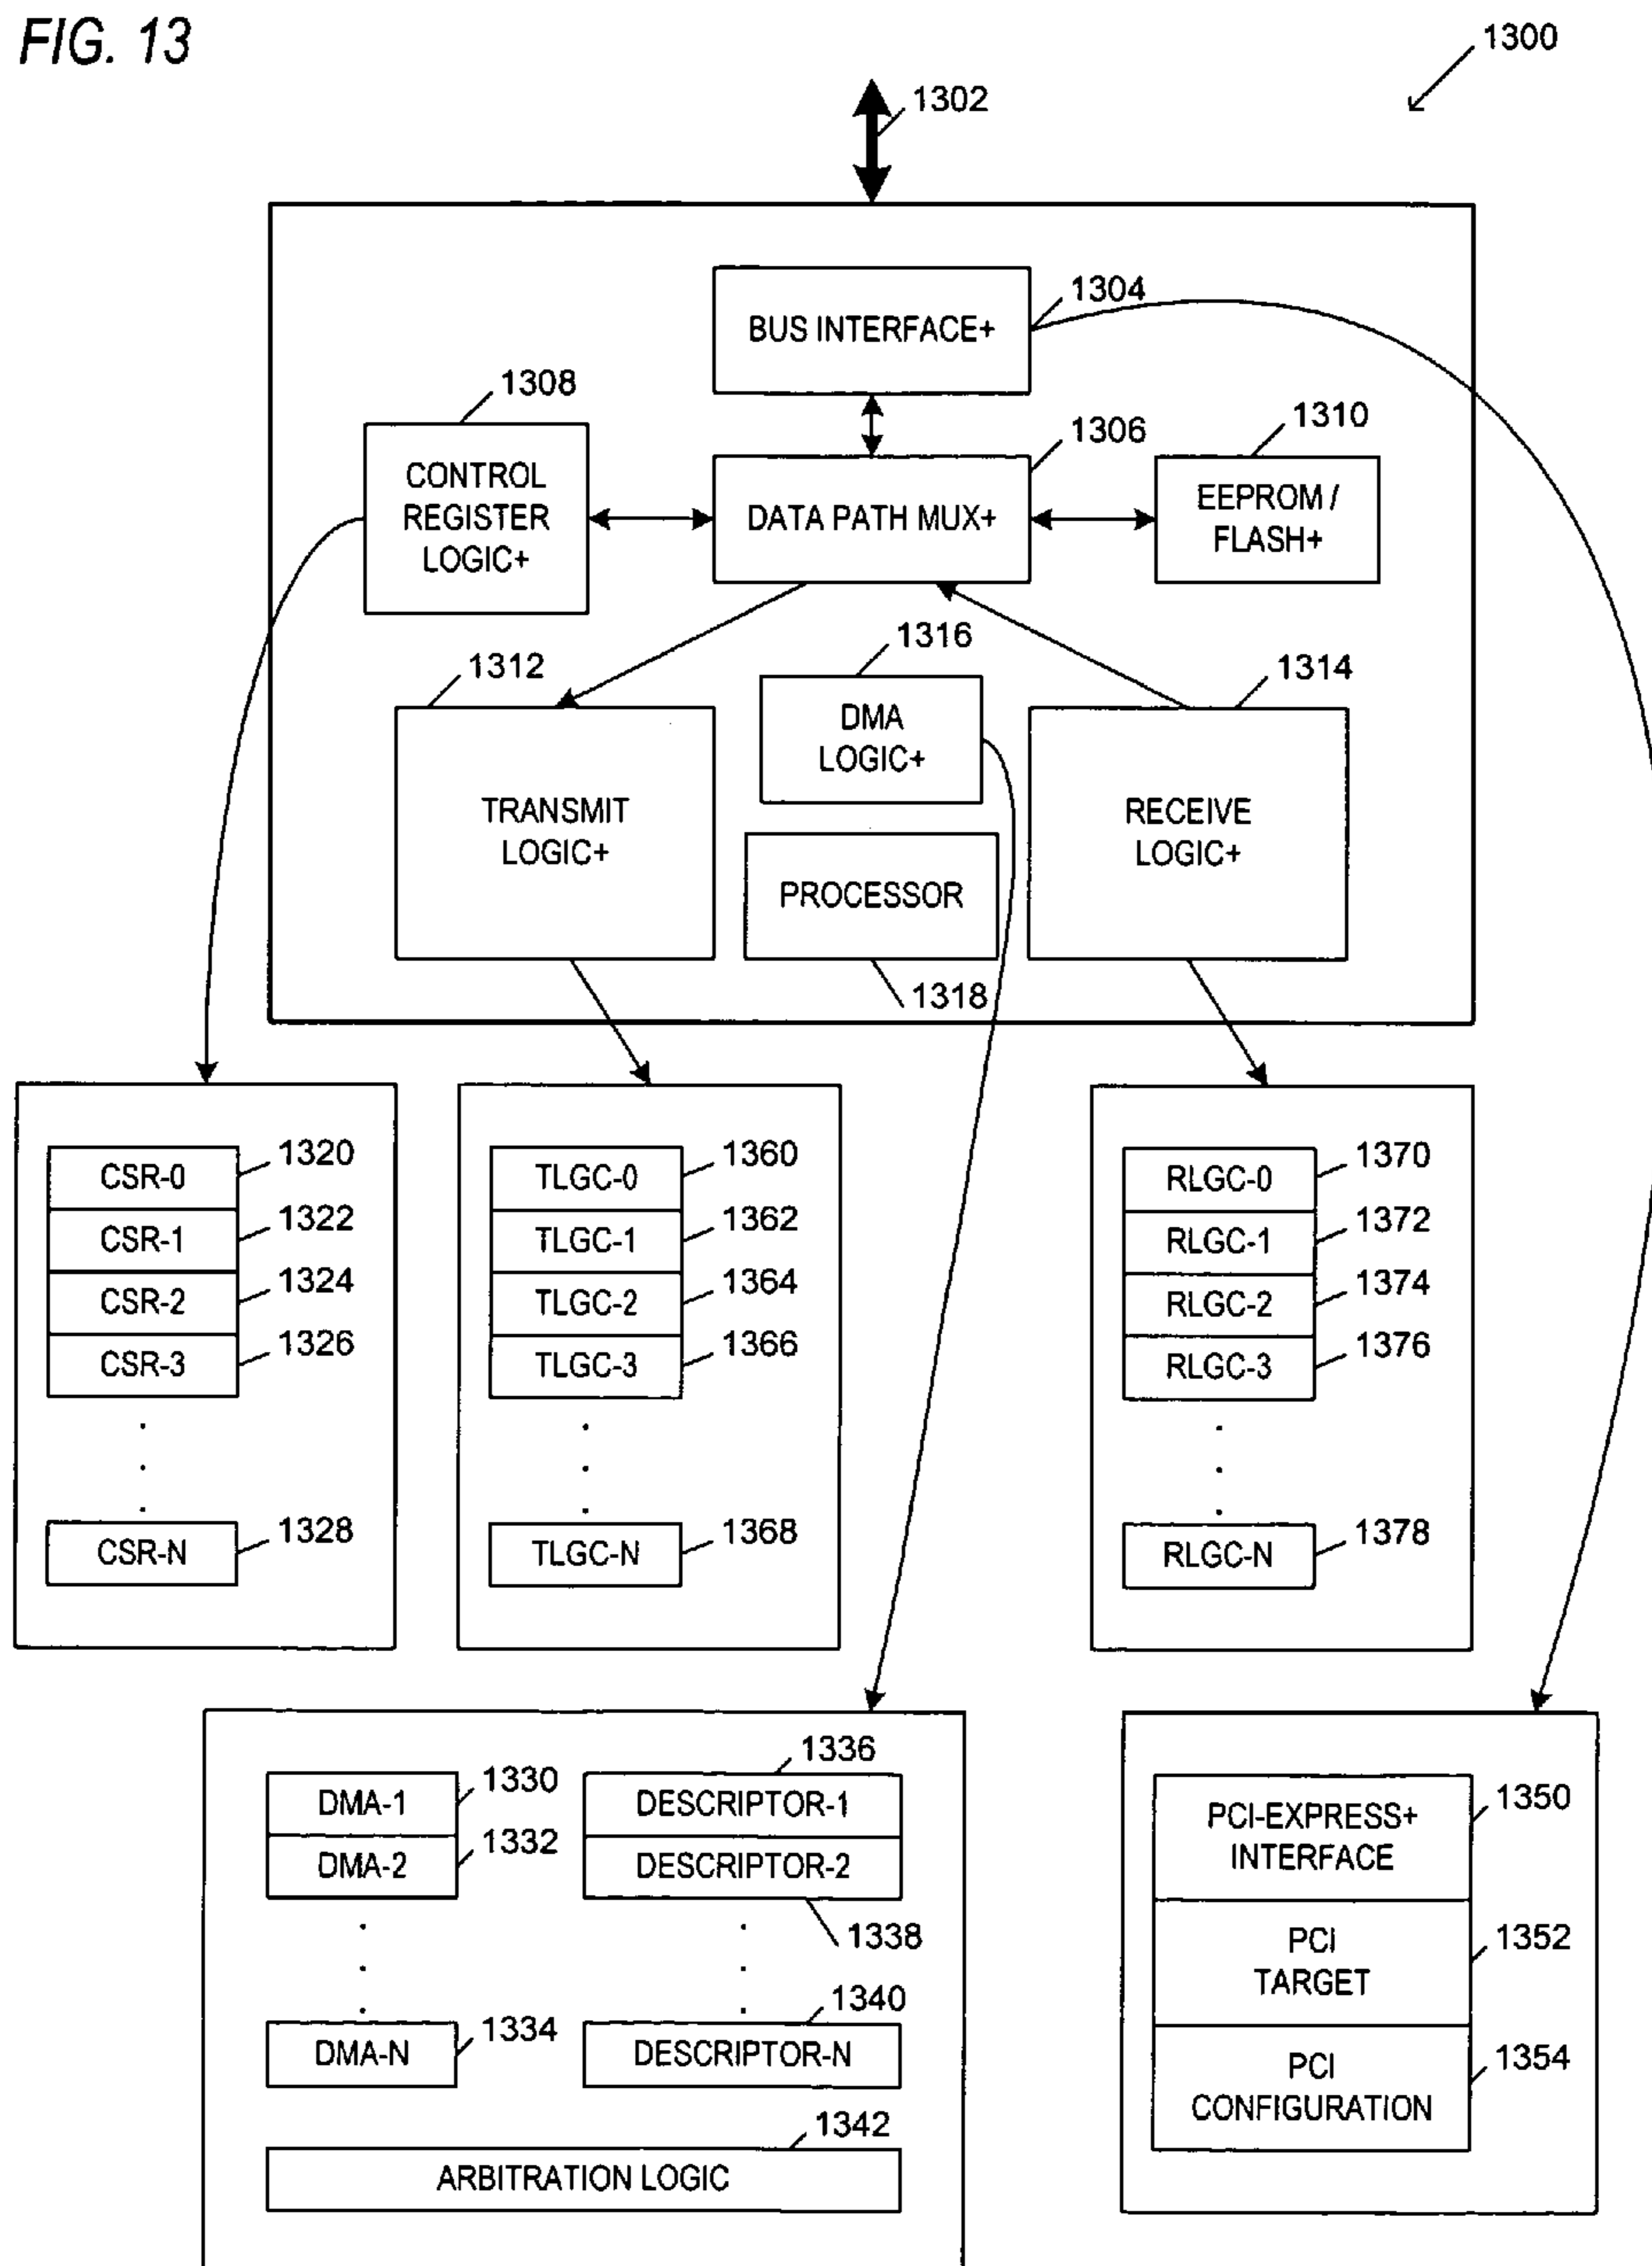 FIG. 13
1300
1302
BUS INTERFACE+
1304
1308
CONTROL
REGISTER
LOGIC+
1306
DATA PATH MUX+
1310
EEPROM /
FLASH+
1312
TRANSMIT
LOGIC+
1316
DMA
LOGIC+
1314
RECEIVE
LOGIC+
PROCESSOR
1318
CSR-0
1320
CSR-1
1322
CSR-2
1324
CSR-3
1326
.
.
.
CSR-N
1328
TLGC-0
1360
TLGC-1
1362
TLGC-2
1364
TLGC-3
1366
.
.
.
TLGC-N
1368
RLGC-0
1370
RLGC-1
1372
RLGC-2
1374
RLGC-3
1376
.
.
.
RLGC-N
1378
DMA-1
1330
DMA-2
1332
.
.
.
DMA-N
1334
1336
DESCRIPTOR-1
DESCRIPTOR-2
1338
.
.
.
1340
DESCRIPTOR-N
1342
ARBITRATION LOGIC
PCI-EXPRESS+
INTERFACE
1350
PCI
TARGET
1352
PCI
CONFIGURATION
1354